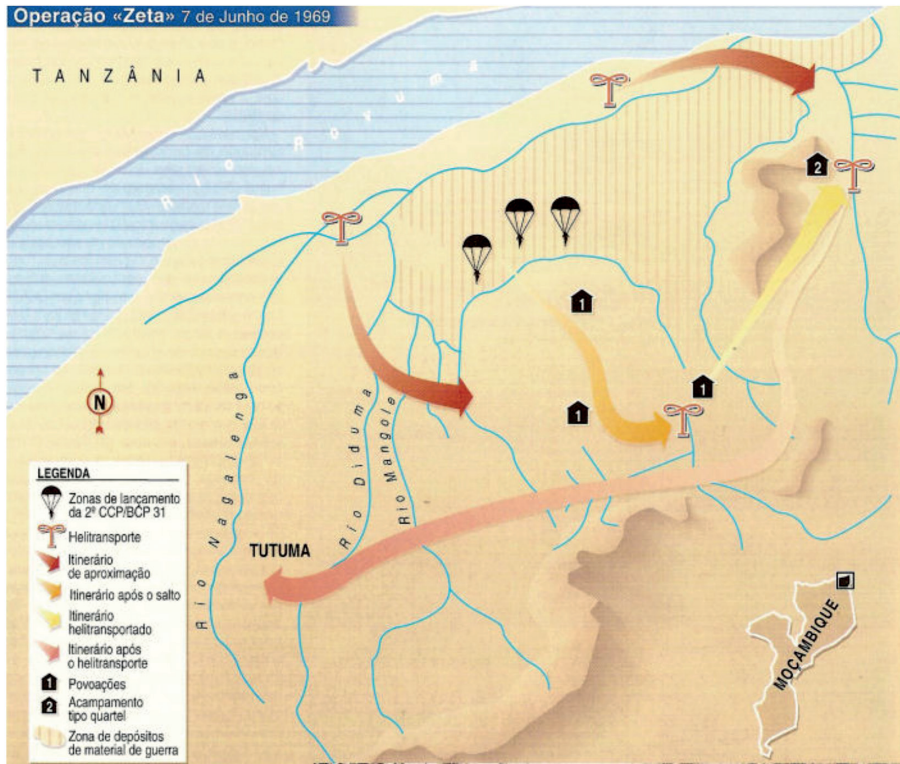 Operação «Zeta» 7 de Junho de 1969
TANZÂNIA
Rio Rovuma
2
1
1
1
N
Rio Nagalenga
Rio Diduma
Rio Mangole
TUTUMA
MOÇAMBIQUE
LEGENDA
Zonas de lançamento
da 2ª CCP/BCP 31
Helitransporte
Itinerário
de aproximação
Itinerário após o salto
Itinerário
helitransportado
Itinerário após
o helitransporte
1 Povoações
2 Acampamento
tipo quartel
Zona de depósitos
de material de guerra